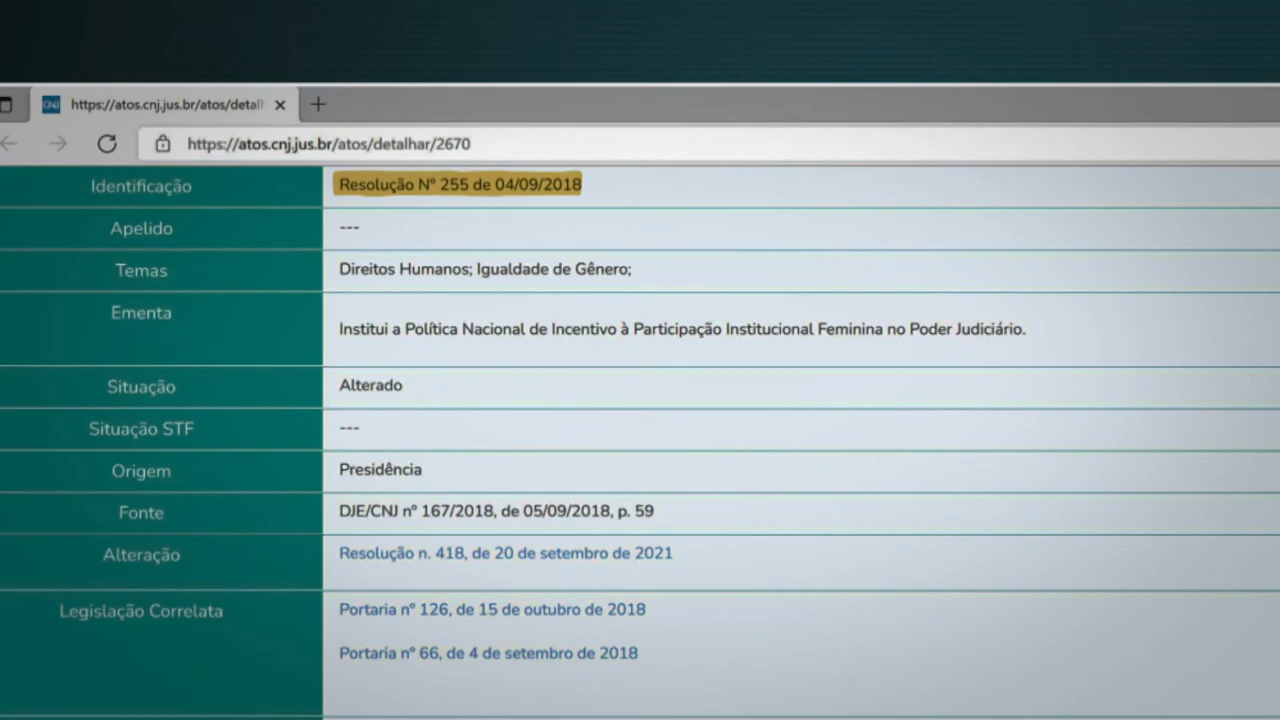 CNJ https://atos.cnj.jus.br/atos/detal
https://atos.cnj.jus.br/atos/detalhar/2670
Identificação Resolução Nº 255 de 04/09/2018
Apelido ---
Temas Direitos Humanos; Igualdade de Gênero;
Ementa Institui a Política Nacional de Incentivo à Participação Institucional Feminina no Poder Judiciário.
Situação Alterado
Situação STF ---
Origem Presidência
Fonte DJE/CNJ nº 167/2018, de 05/09/2018, p. 59
Alteração Resolução n. 418, de 20 de setembro de 2021
Legislação Correlata Portaria nº 126, de 15 de outubro de 2018
Portaria nº 66, de 4 de setembro de 2018